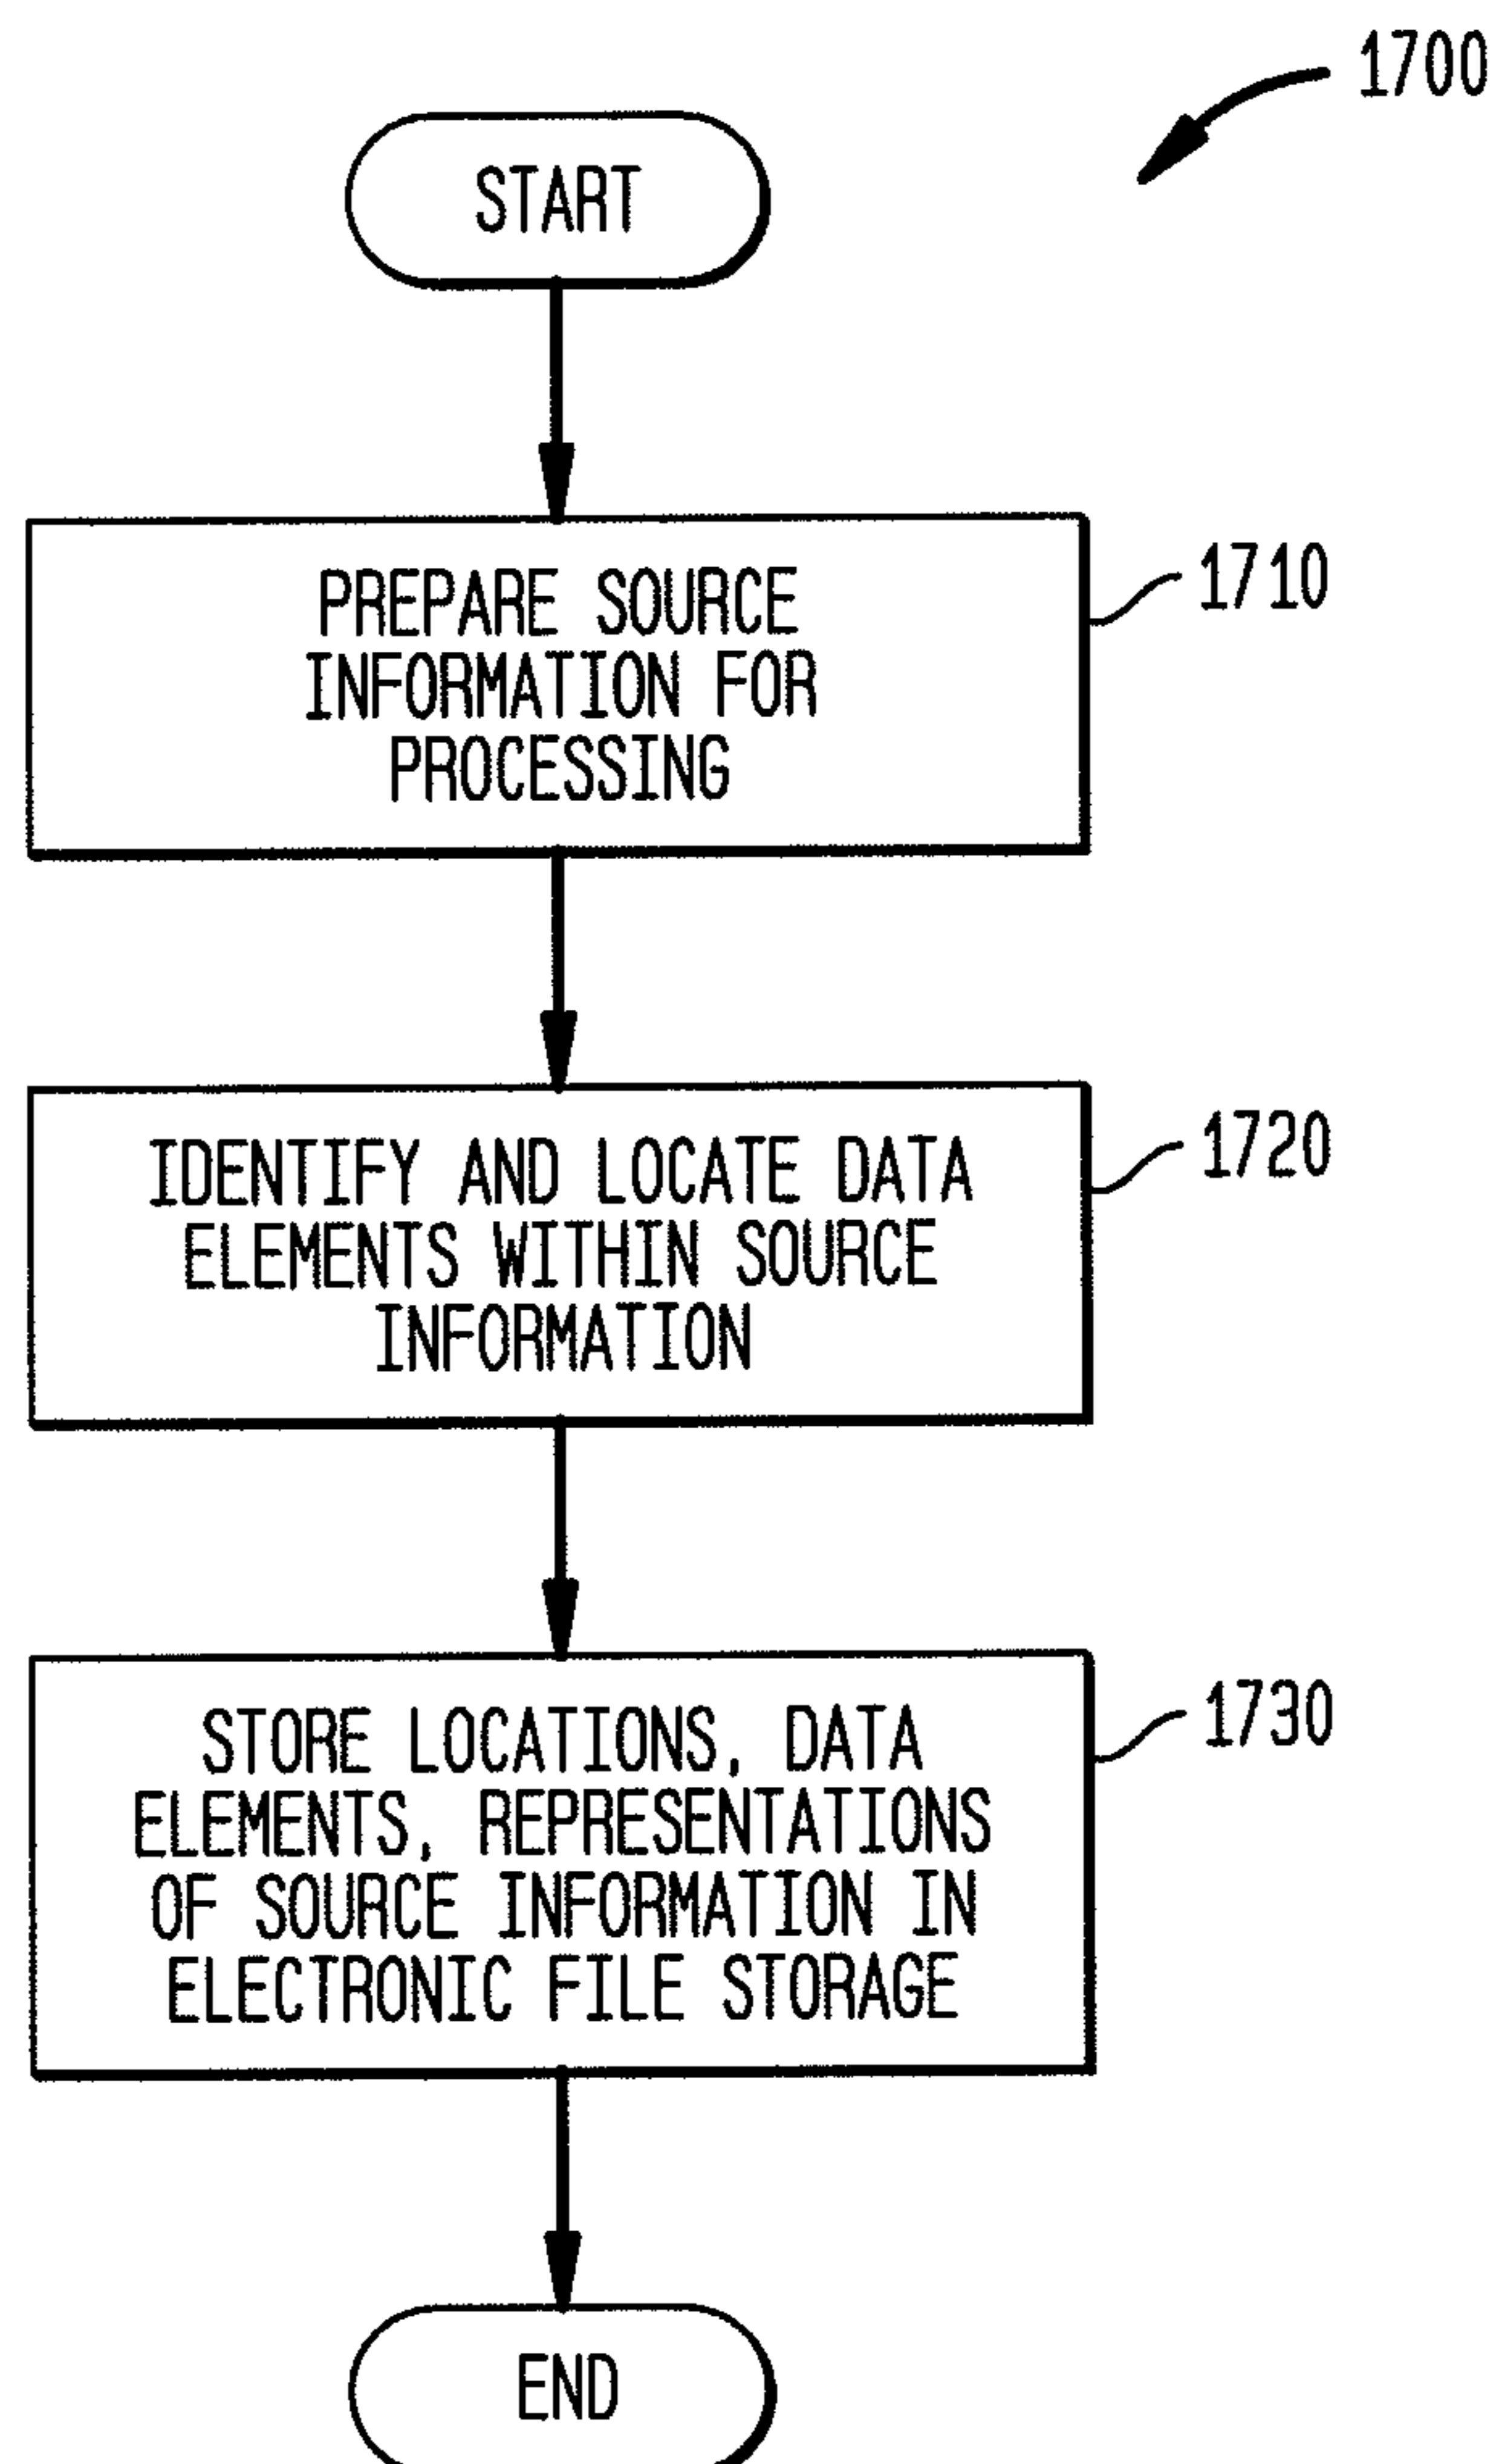 1700
START
PREPARE SOURCE
INFORMATION FOR
PROCESSING
1710
IDENTIFY AND LOCATE DATA
ELEMENTS WITHIN SOURCE
INFORMATION
1720
STORE LOCATIONS, DATA
ELEMENTS, REPRESENTATIONS
OF SOURCE INFORMATION IN
ELECTRONIC FILE STORAGE
1730
END